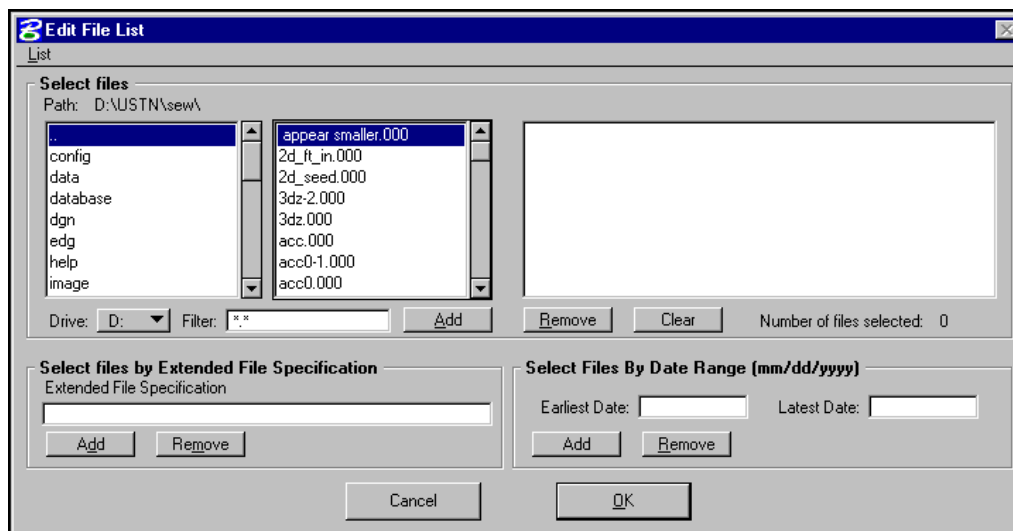 Edit File List
List
Select files
Path: D:\USTN\sew\
..
config
data
database
dgn
edg
help
image
appear smaller.000
2d_ft_in.000
2d_seed.000
3dz-2.000
3dz.000
acc.000
acc0-1.000
acc0.000
Drive: D: Filter: *.* Add Remove Clear Number of files selected: 0
Select files by Extended File Specification
Extended File Specification
Add Remove
Select Files By Date Range (mm/dd/yyyy)
Earliest Date: Latest Date:
Add Remove
Cancel OK